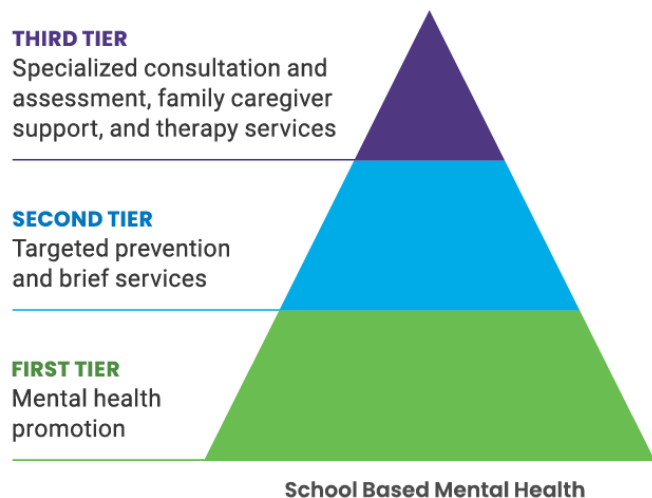 THIRD TIER
Specialized consultation and
assessment, family caregiver
support, and therapy services
SECOND TIER
Targeted prevention
and brief services
FIRST TIER
Mental health
promotion
School Based Mental Health